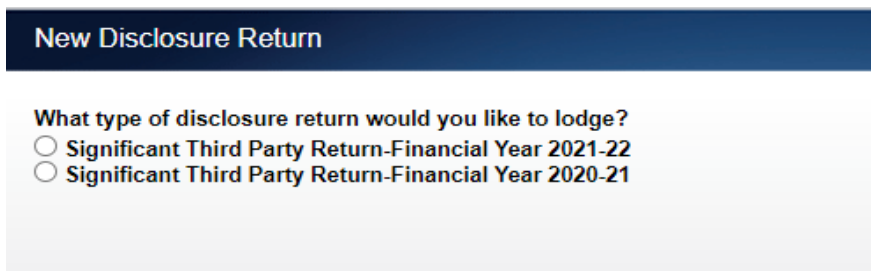 New Disclosure Return
What type of disclosure return would you like to lodge?
Significant Third Party Return-Financial Year 2021-22
Significant Third Party Return-Financial Year 2020-21